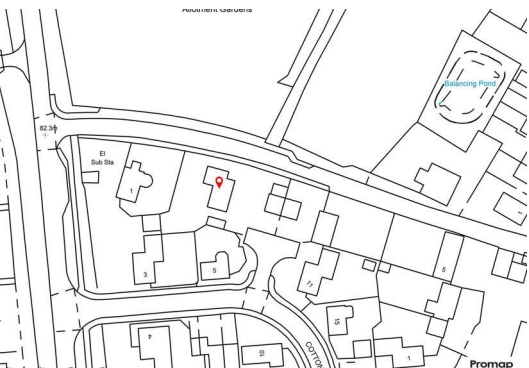 Allotment Gardens
Balancing Pond
82.3m
El
Sub Sta
1
3
5
11
5
15
4
10
1
COTTON
Promap